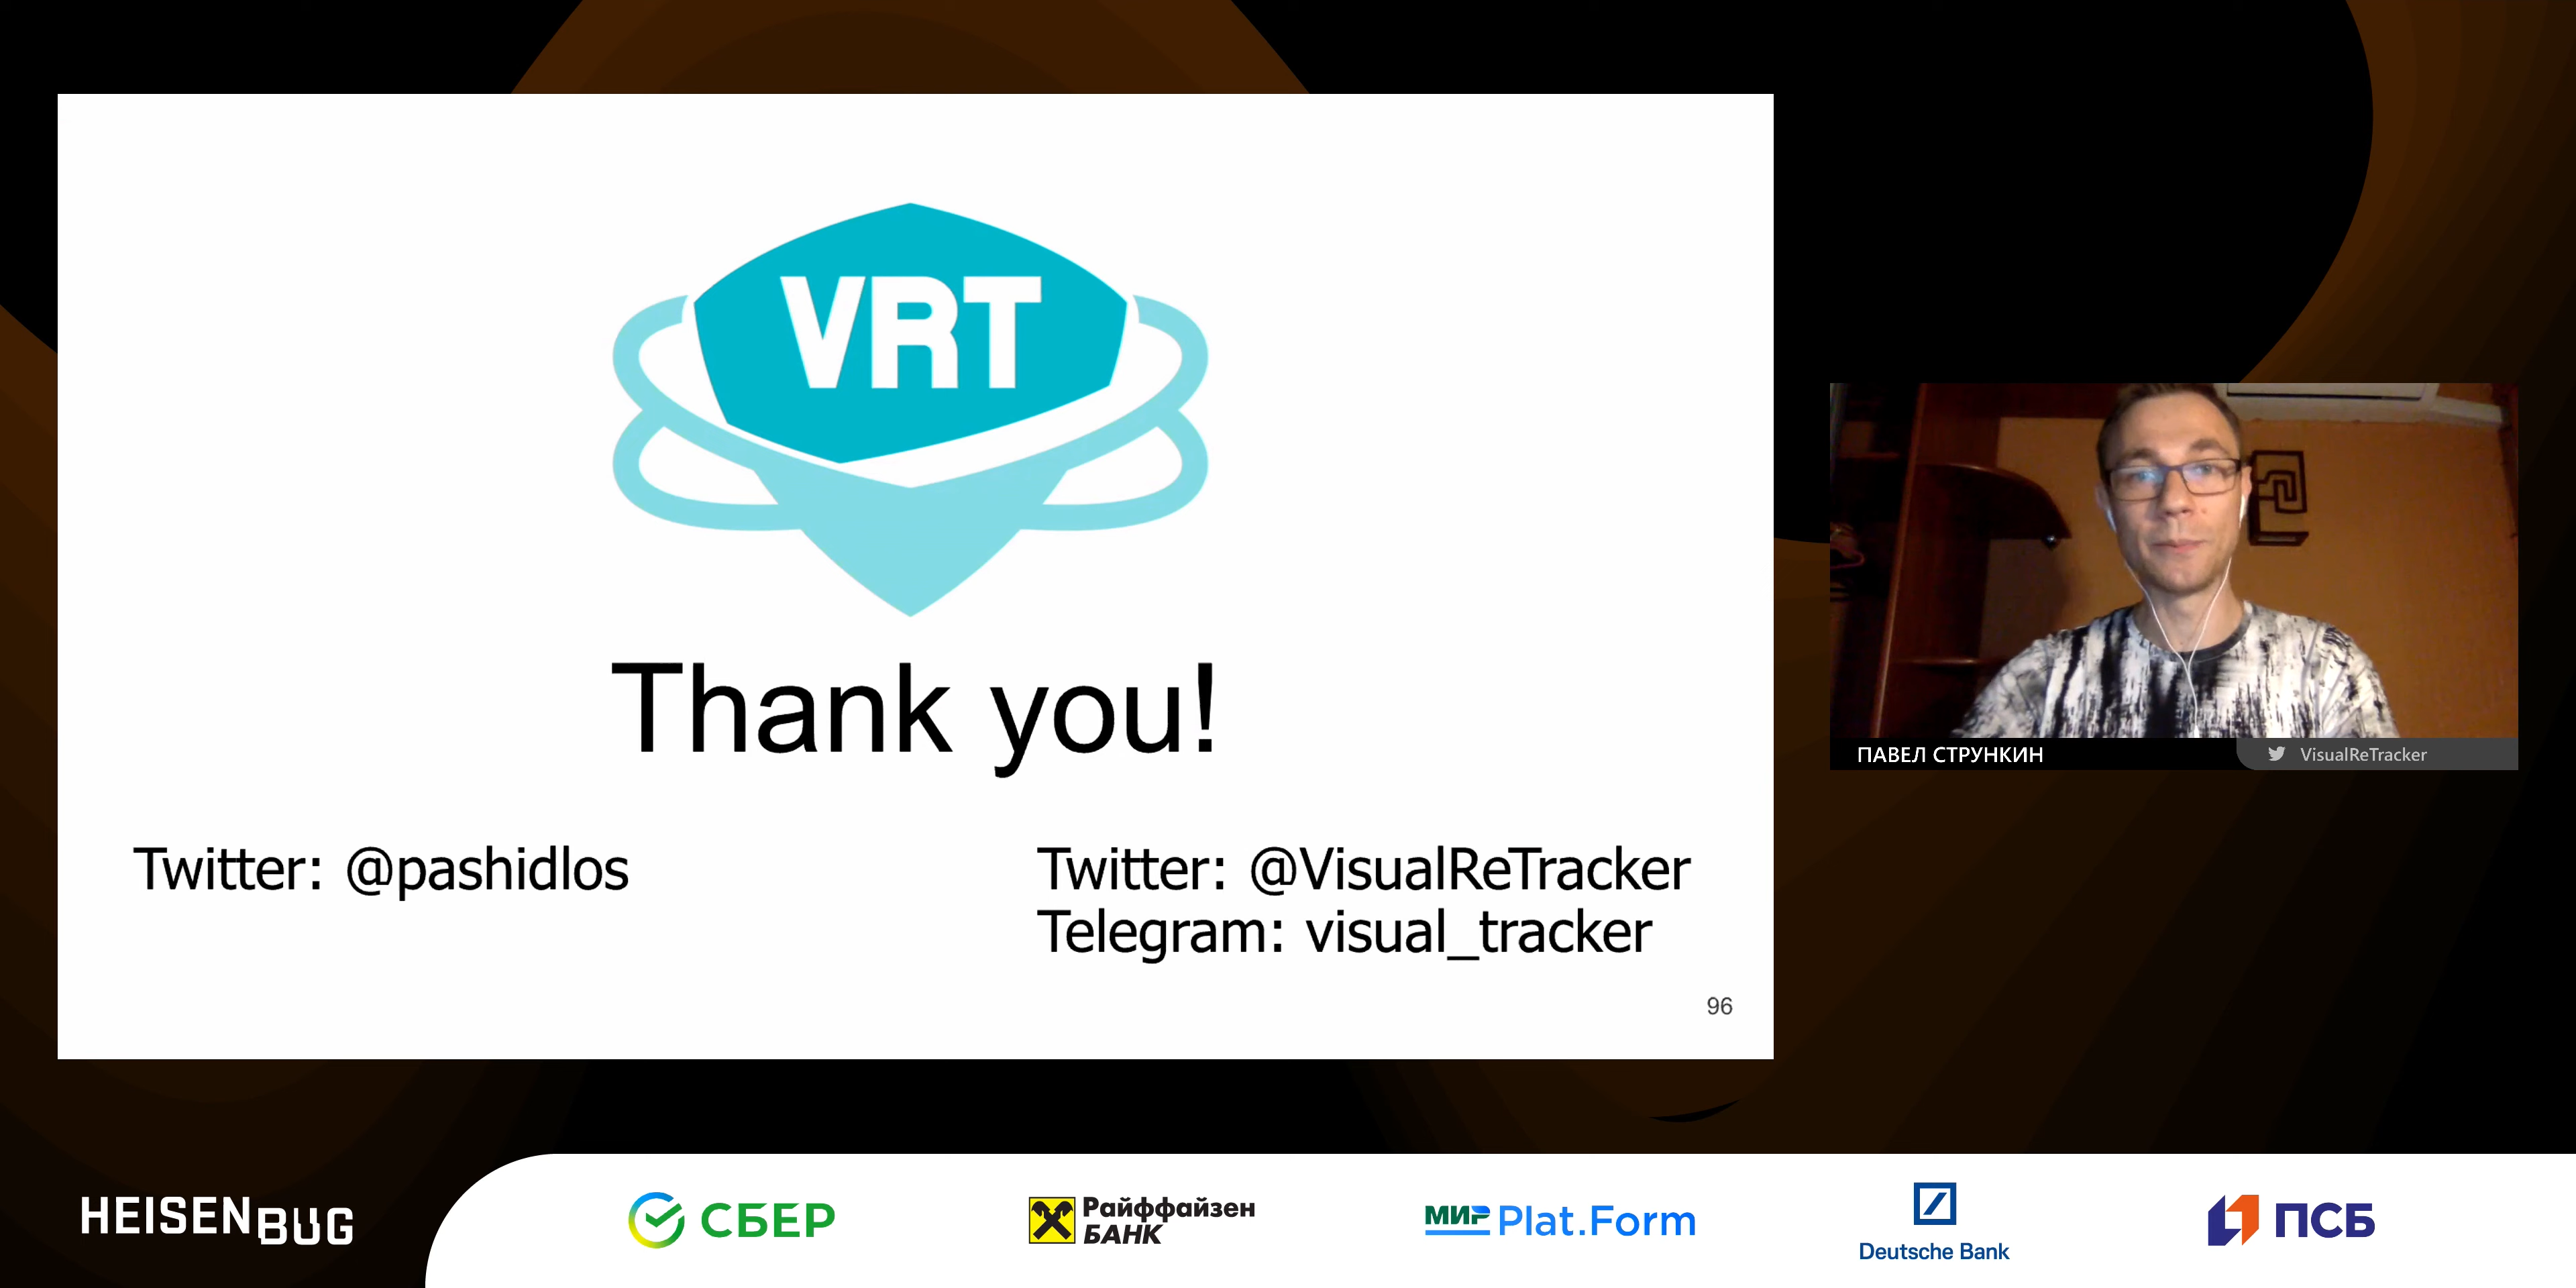 VRT
Thank you!
Twitter: @pashidlos
Twitter: @VisualReTracker
Telegram: visual_tracker
96
ПАВЕЛ СТРУНКИН
VisualReTracker
HEISENBUG
СБЕР
Райффайзен
БАНК
МИР Plat.Form
Deutsche Bank
ПСБ